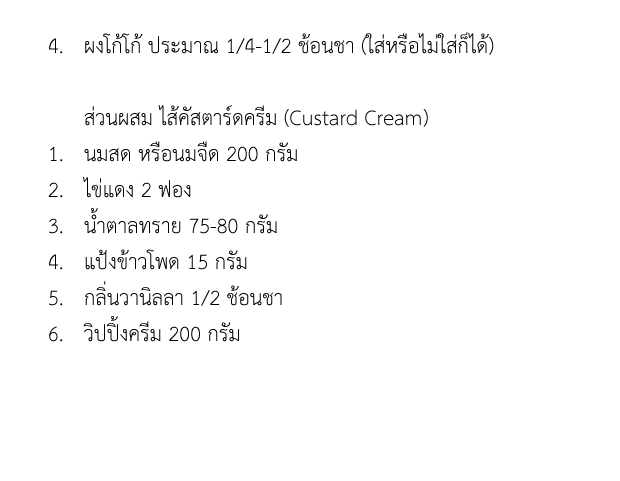 4. ผงโก้โก้ ประมาณ 1/4-1/2 ช้อนชา (ใส่หรือไม่ใส่ก็ได้)
ส่วนผสม ไส้คัสตาร์ดครีม (Custard Cream)
1. นมสด หรือนมจืด 200 กรัม
2. ไข่แดง 2 ฟอง
3. น้ำตาลทราย 75-80 กรัม
4. แป้งข้าวโพด 15 กรัม
5. กลิ่นวานิลลา 1/2 ช้อนชา
6. วิปปิ้งครีม 200 กรัม